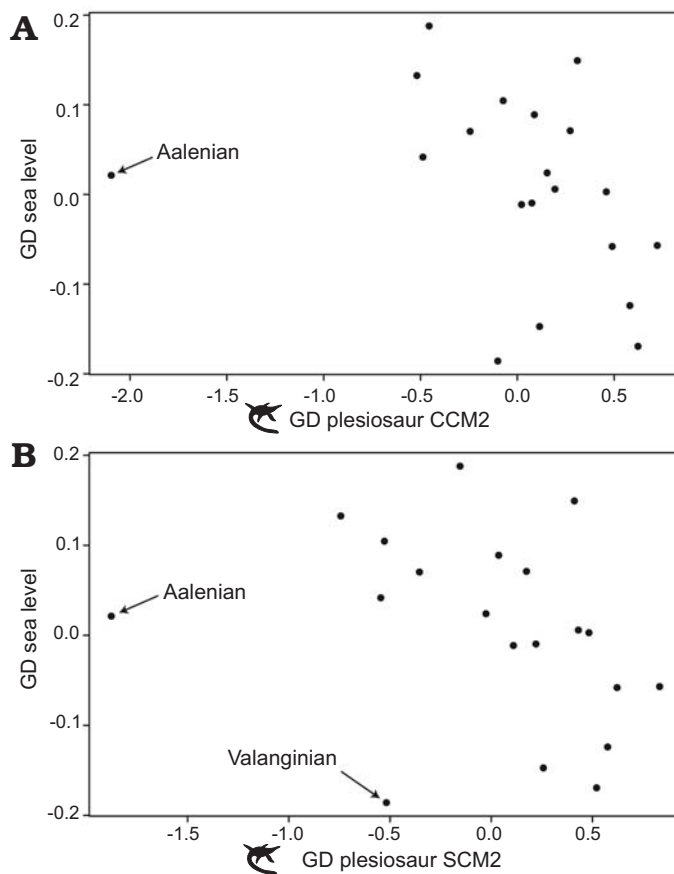 A
0.2
0.1
0.0
-0.1
-0.2
GD sea level
Aalenian
-2.0 -1.5 -1.0 -0.5 0.0 0.5
GD plesiosaur CCM2
B
0.2
0.1
0.0
-0.1
-0.2
GD sea level
Aalenian
Valanginian
-1.5 -1.0 -0.5 0.0 0.5
GD plesiosaur SCM2